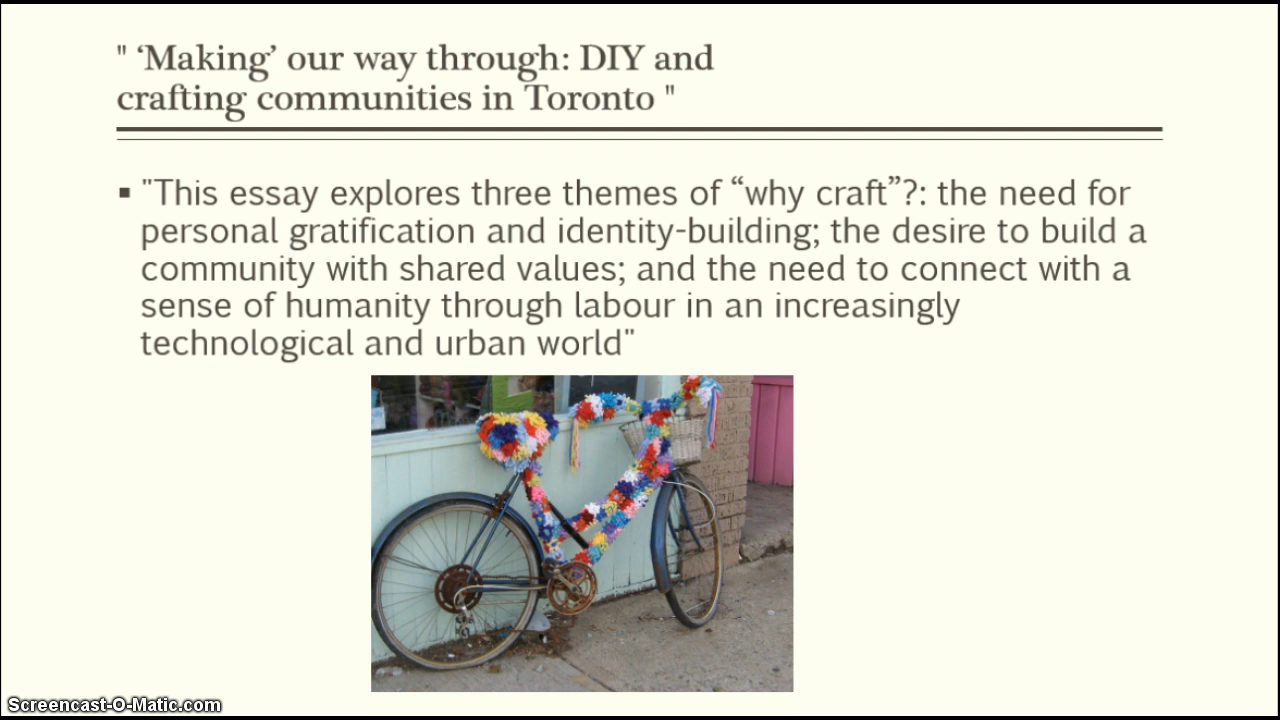 " ‘Making’ our way through: DIY and
crafting communities in Toronto "
▪ "This essay explores three themes of “why craft”?: the need for
personal gratification and identity-building; the desire to build a
community with shared values; and the need to connect with a
sense of humanity through labour in an increasingly
technological and urban world"
Screencast-O-Matic.com